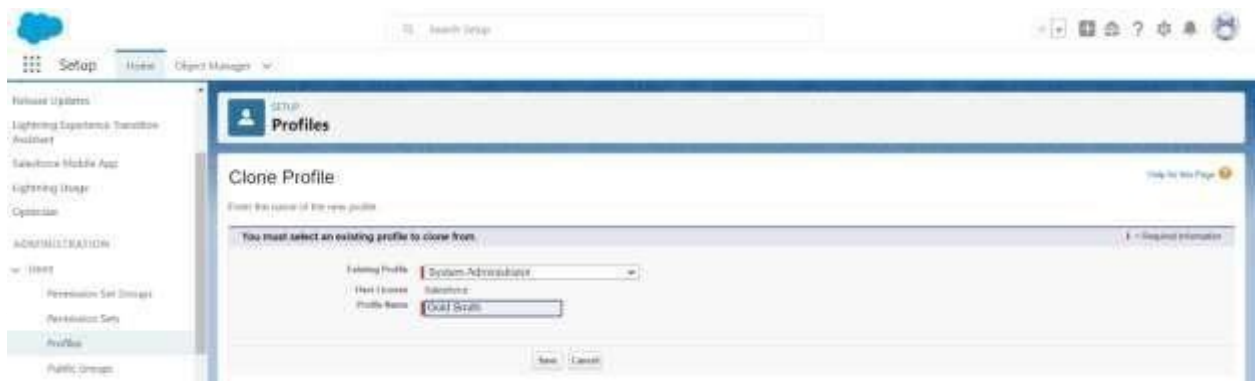 Search Setup
Setup
Home
Object Manager
Release Updates
Lightning Experience Transition
Assistant
Salesforce Mobile App
Lightning Usage
Optimizer
ADMINISTRATION
Users
Permission Set Groups
Permission Sets
Profiles
Public Groups
SETUP
Profiles
Clone Profile
Help for this Page
Enter the name of the new profile.
You must select an existing profile to clone from.
= Required Information
Existing Profile
System Administrator
User License
Salesforce
Profile Name
Gold Smith
Save
Cancel